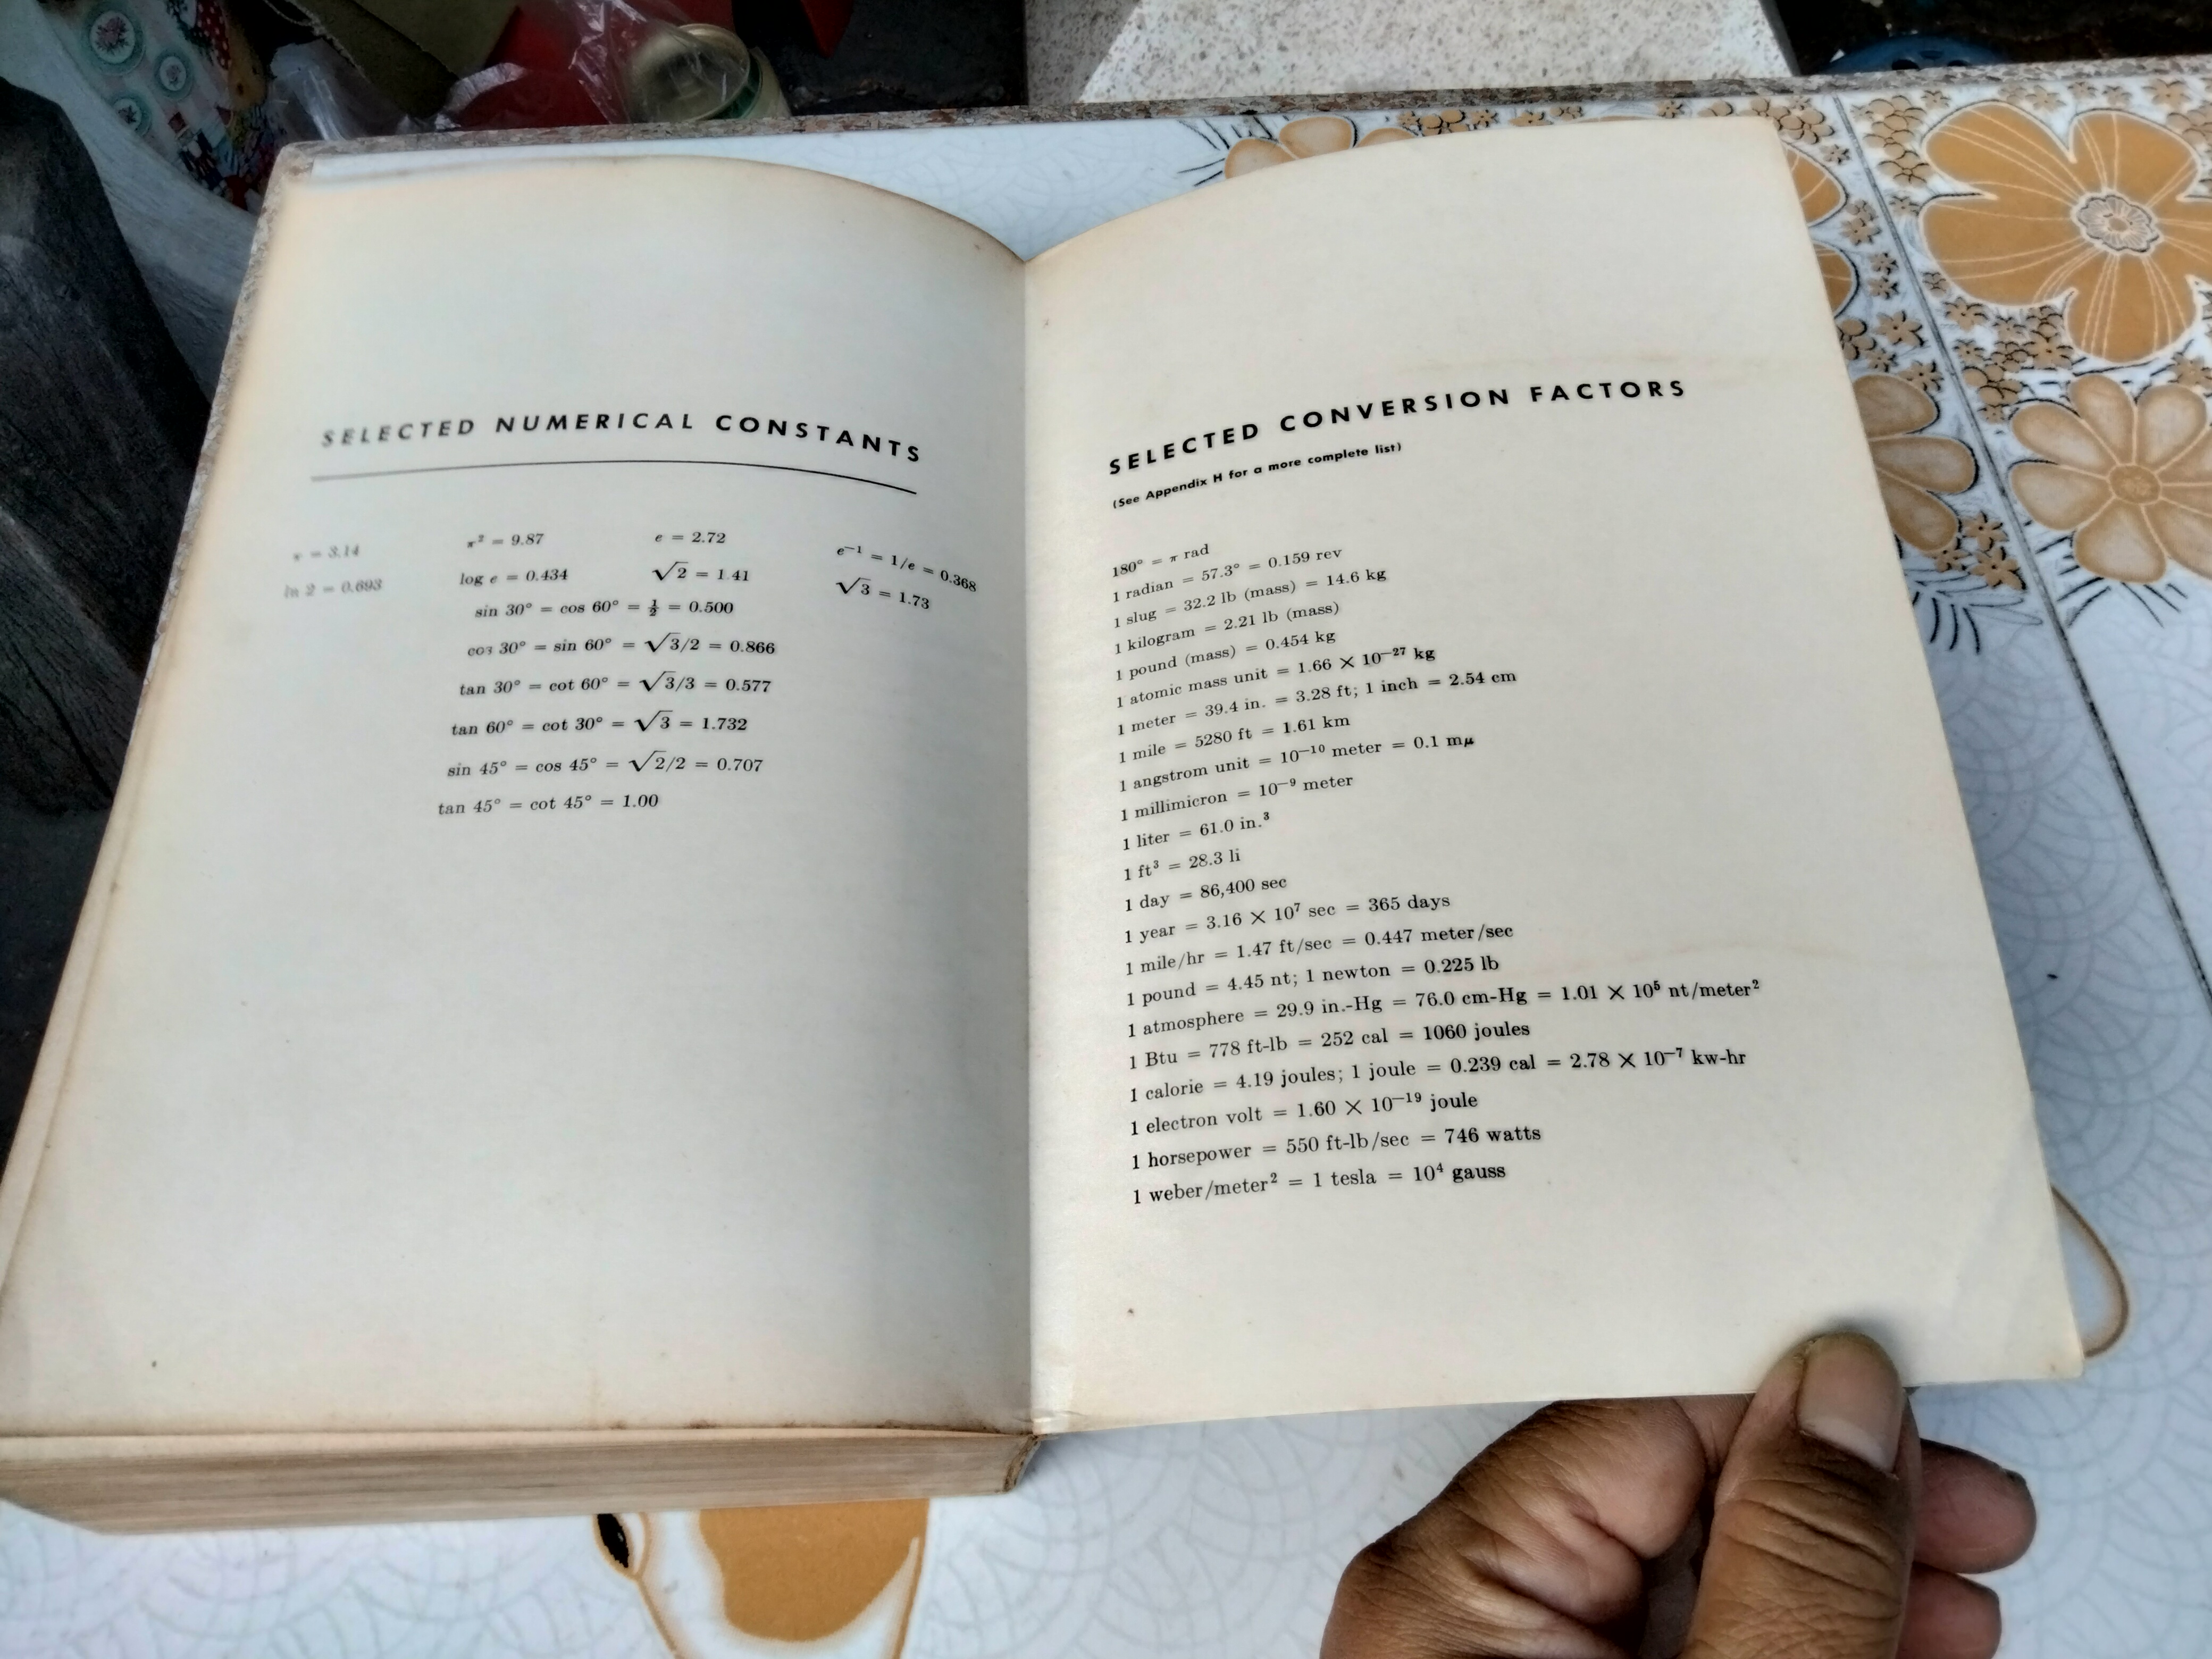 SELECTED NUMERICAL CONSTANTS
π = 3.14 π² = 9.87 e = 2.72 e⁻¹ = 1/e = 0.368
ln 2 = 0.693 log e = 0.434 √2 = 1.41 √3 = 1.73
sin 30° = cos 60° = ½ = 0.500
cos 30° = sin 60° = √3/2 = 0.866
tan 30° = cot 60° = √3/3 = 0.577
tan 60° = cot 30° = √3 = 1.732
sin 45° = cos 45° = √2/2 = 0.707
tan 45° = cot 45° = 1.00
SELECTED CONVERSION FACTORS
(See Appendix H for a more complete list)
180° = π rad
1 radian = 57.3° = 0.159 rev
1 slug = 32.2 lb (mass) = 14.6 kg
1 kilogram = 2.21 lb (mass)
1 pound (mass) = 0.454 kg
1 atomic mass unit = 1.66 × 10⁻²⁷ kg
1 meter = 39.4 in. = 3.28 ft; 1 inch = 2.54 cm
1 mile = 5280 ft = 1.61 km
1 angstrom unit = 10⁻¹⁰ meter = 0.1 mμ
1 millimicron = 10⁻⁹ meter
1 liter = 61.0 in.³
1 ft³ = 28.3 li
1 day = 86,400 sec
1 year = 3.16 × 10⁷ sec = 365 days
1 mile/hr = 1.47 ft/sec = 0.447 meter/sec
1 pound = 4.45 nt; 1 newton = 0.225 lb
1 atmosphere = 29.9 in.-Hg = 76.0 cm-Hg = 1.01 × 10⁵ nt/meter²
1 Btu = 778 ft-lb = 252 cal = 1060 joules
1 calorie = 4.19 joules; 1 joule = 0.239 cal = 2.78 × 10⁻⁷ kw-hr
1 electron volt = 1.60 × 10⁻¹⁹ joule
1 horsepower = 550 ft-lb/sec = 746 watts
1 weber/meter² = 1 tesla = 10⁴ gauss